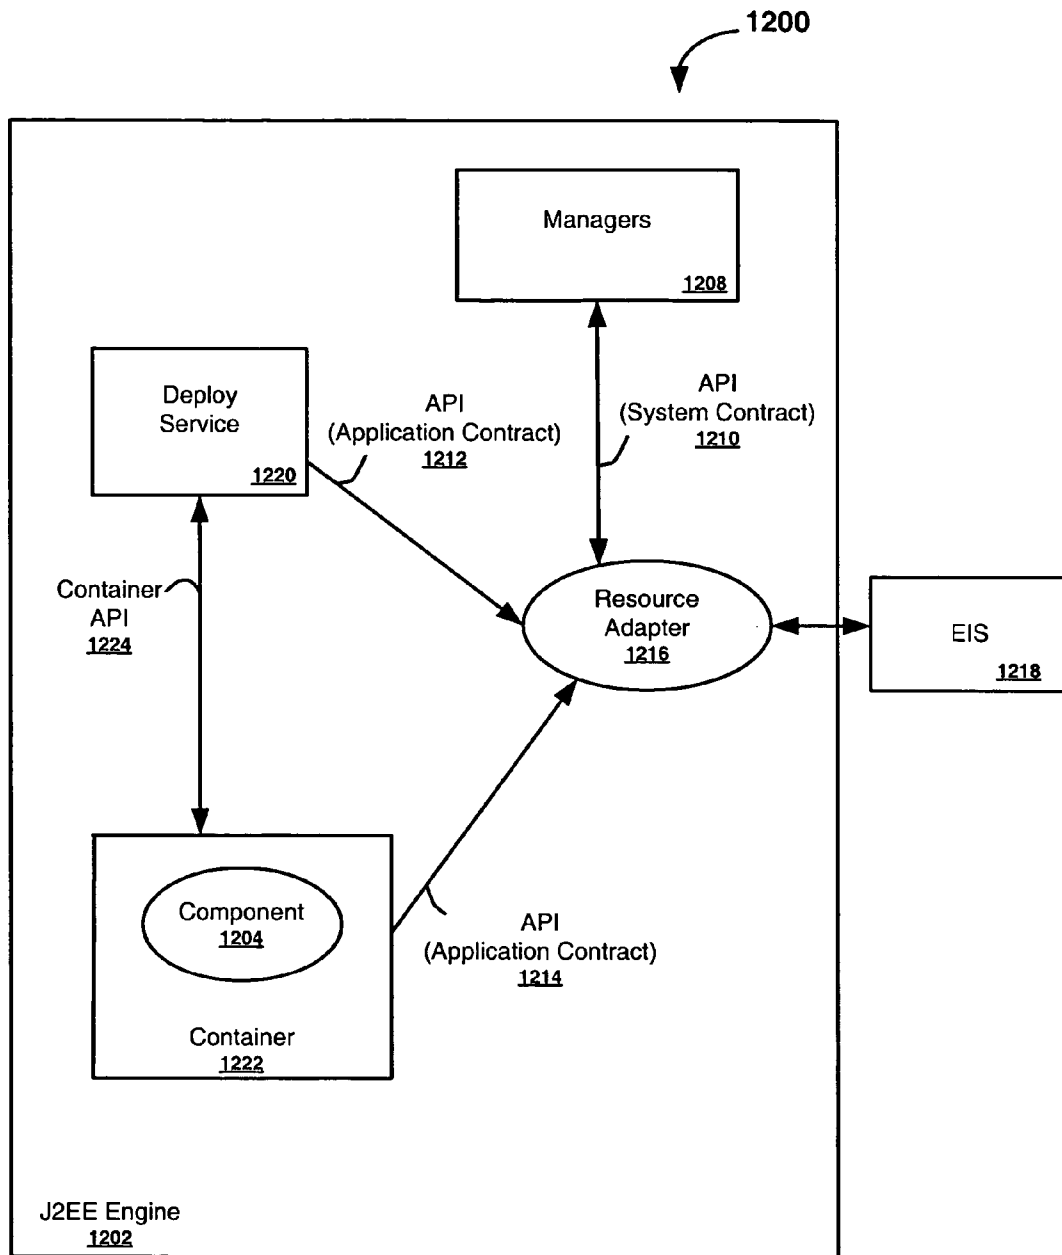 1200
Managers
1208
Deploy
Service
1220
API
(Application Contract)
1212
API
(System Contract)
1210
Container
API
1224
Resource
Adapter
1216
EIS
1218
Component
1204
Container
1222
API
(Application Contract)
1214
J2EE Engine
1202